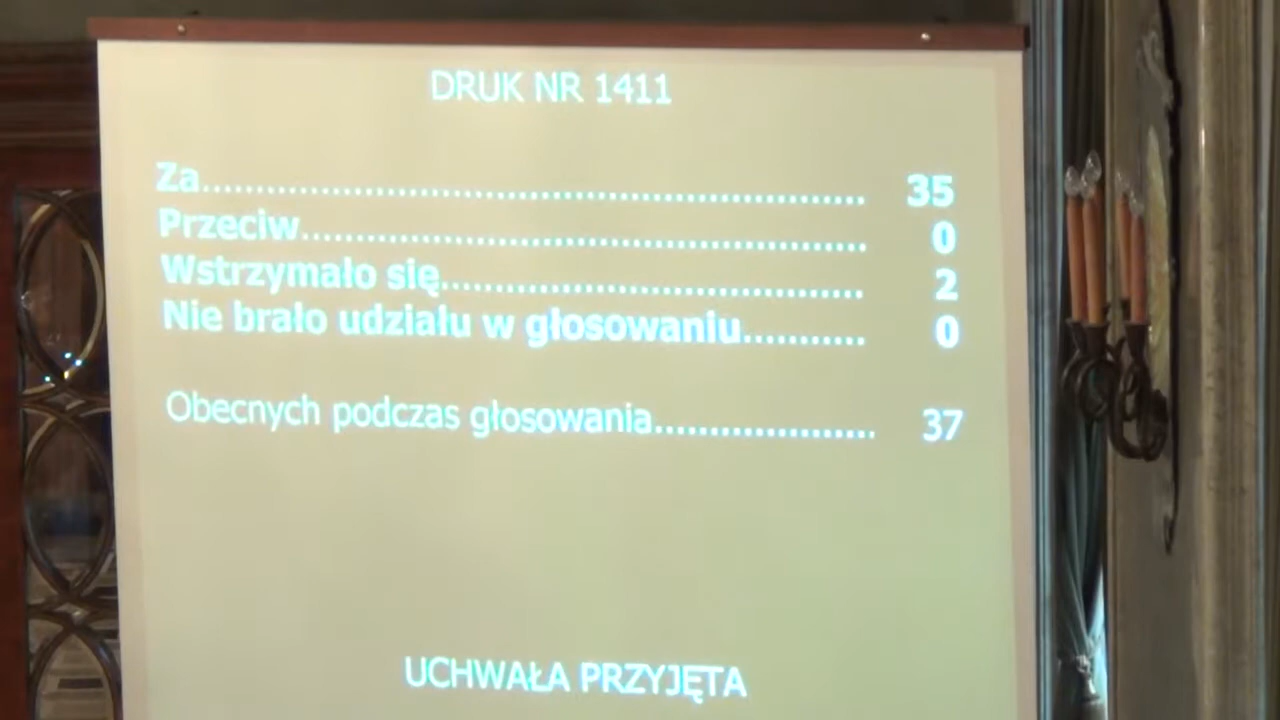 DRUK NR 1411
Za.............................................................. 35
Przeciw..................................................... 0
Wstrzymało się........................................ 2
Nie brało udziału w głosowaniu........... 0
Obecnych podczas głosowania.................... 37
UCHWAŁA PRZYJĘTA